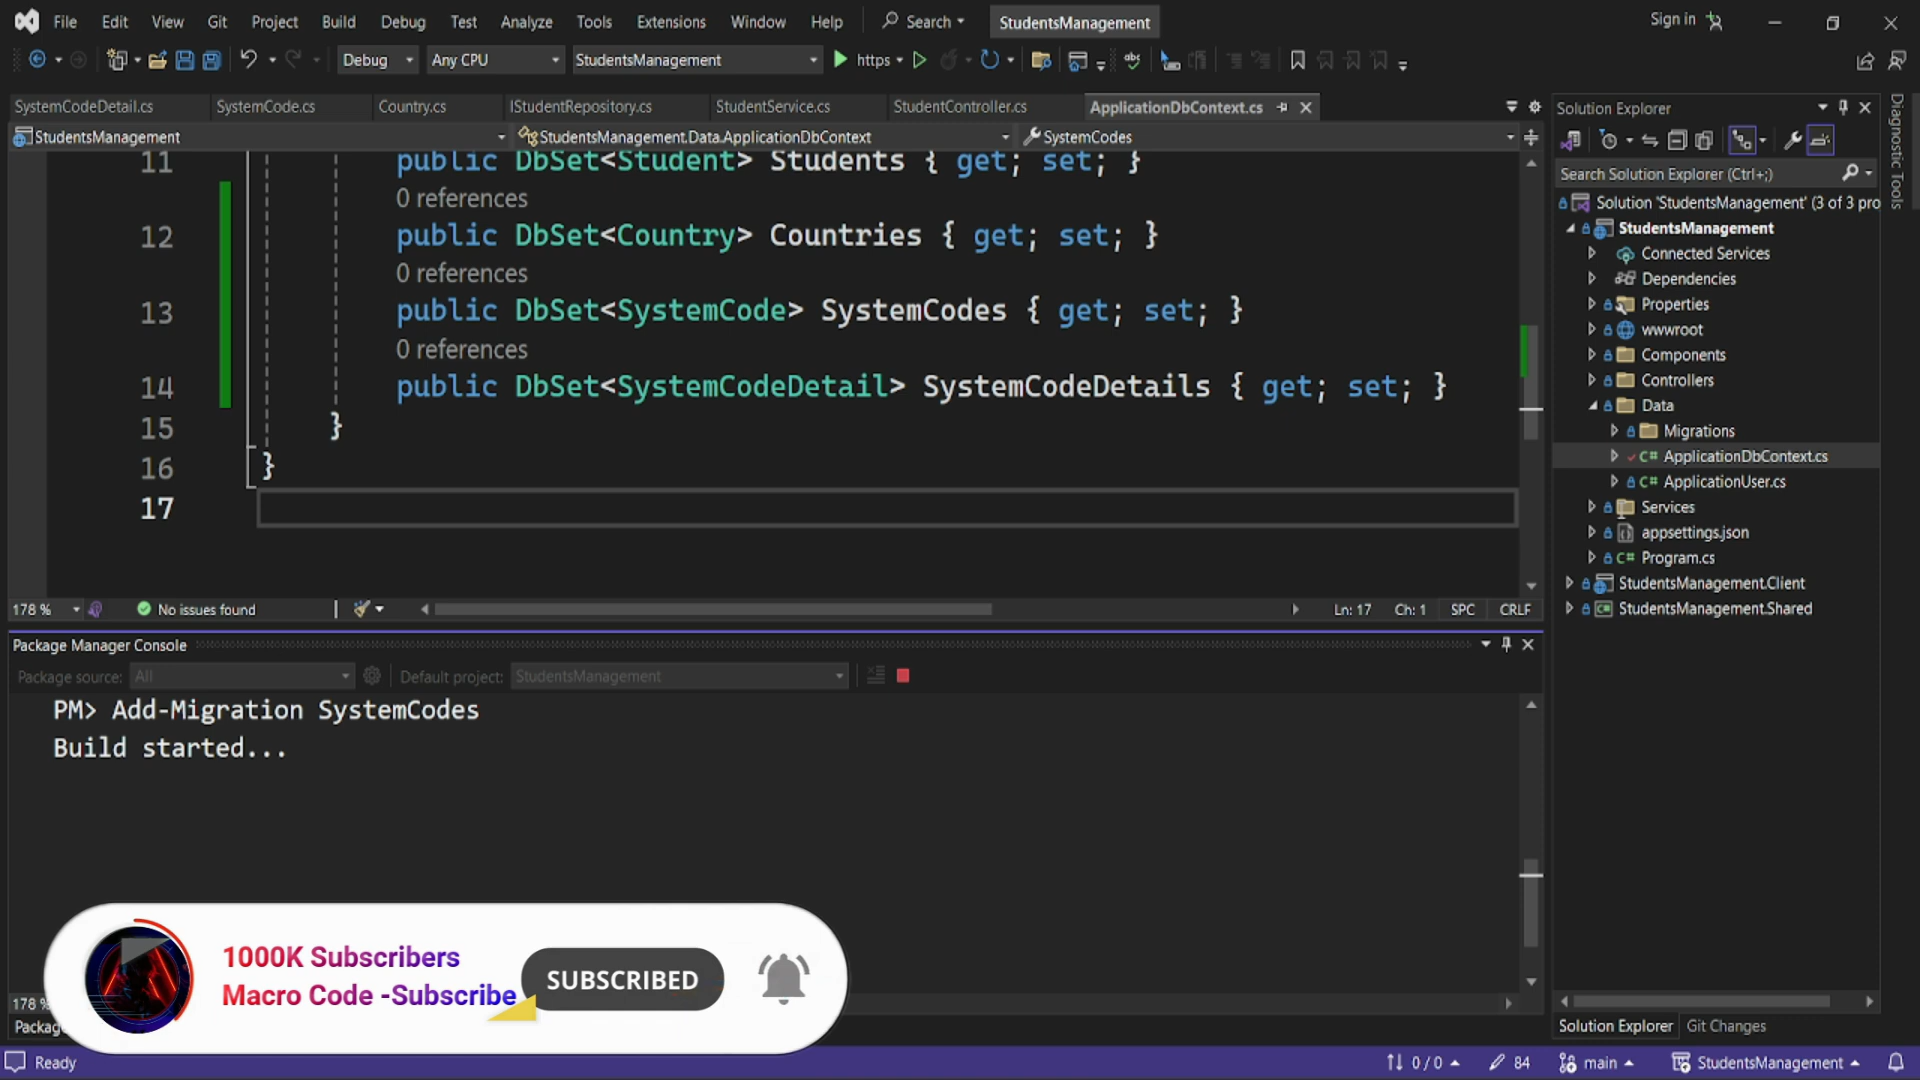 File Edit View Git Project Build Debug Test Analyze Tools Extensions Window Help Search StudentsManagement Sign in
Debug Any CPU StudentsManagement https
SystemCodeDetail.cs SystemCode.cs Country.cs IStudentRepository.cs StudentService.cs StudentController.cs ApplicationDbContext.cs
StudentsManagement StudentsManagement.Data.ApplicationDbContext SystemCodes
11 public DbSet<Student> Students { get; set; }
0 references
12 public DbSet<Country> Countries { get; set; }
0 references
13 public DbSet<SystemCode> SystemCodes { get; set; }
0 references
14 public DbSet<SystemCodeDetail> SystemCodeDetails { get; set; }
15 }
16 }
17
178 % No issues found Ln: 17 Ch: 1 SPC CRLF
Package Manager Console
Package source: All Default project: StudentsManagement
PM> Add-Migration SystemCodes
Build started...
1000K Subscribers
Macro Code -Subscribe
SUBSCRIBED
178 %
Packag
Solution Explorer
Search Solution Explorer (Ctrl+;)
Solution 'StudentsManagement' (3 of 3 pro
StudentsManagement
Connected Services
Dependencies
Properties
wwwroot
Components
Controllers
Data
Migrations
ApplicationDbContext.cs
ApplicationUser.cs
Services
appsettings.json
Program.cs
StudentsManagement.Client
StudentsManagement.Shared
Solution Explorer Git Changes
Diagnostic Tools
Ready 0 / 0 84 main StudentsManagement